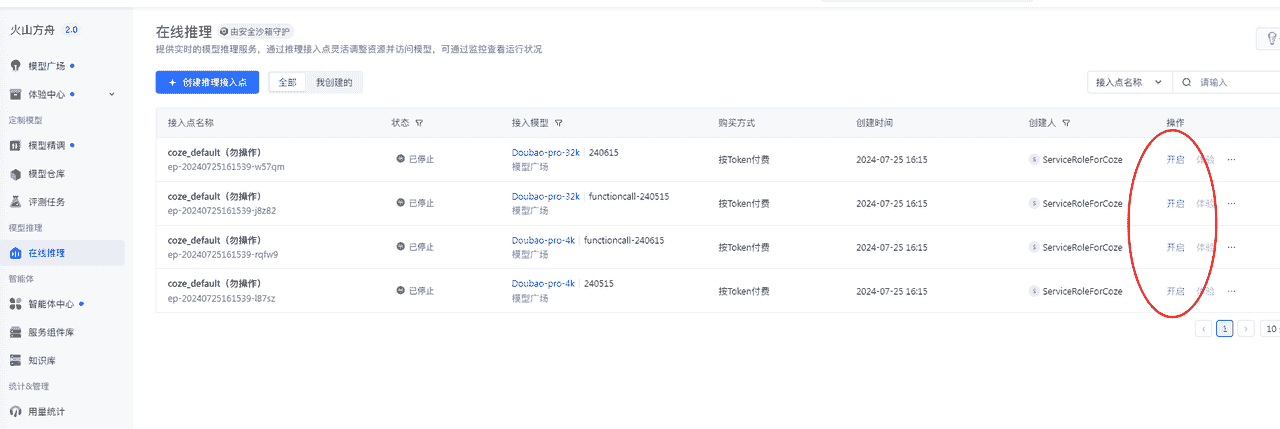 火山方舟 2.0
模型广场
体验中心
定制模型
模型精调
模型仓库
评测任务
模型推理
在线推理
智能体
智能体中心
服务组件库
知识库
统计&管理
用量统计
在线推理 由安全沙箱守护
提供实时的模型推理服务，通过推理接入点灵活调整资源并访问模型，可通过监控查看运行状况
+ 创建推理接入点 全部 我创建的 接入点名称 请输入
接入点名称 状态 接入模型 购买方式 创建时间 创建人 操作
coze_default（勿操作） 已停止 Doubao-pro-32k | 240615 按Token付费 2024-07-25 16:15 S ServiceRoleForCoze 开启 体验 ...
ep-20240725161539-w57qm 模型广场
coze_default（勿操作） 已停止 Doubao-pro-32k | functioncall-240515 按Token付费 2024-07-25 16:15 S ServiceRoleForCoze 开启 体验 ...
ep-20240725161539-j8z82 模型广场
coze_default（勿操作） 已停止 Doubao-pro-4k | functioncall-240615 按Token付费 2024-07-25 16:15 S ServiceRoleForCoze 开启 体验 ...
ep-20240725161539-rqfw9 模型广场
coze_default（勿操作） 已停止 Doubao-pro-4k | 240515 按Token付费 2024-07-25 16:15 S ServiceRoleForCoze 开启 体验 ...
ep-20240725161539-l87sz 模型广场
< 1 > 10